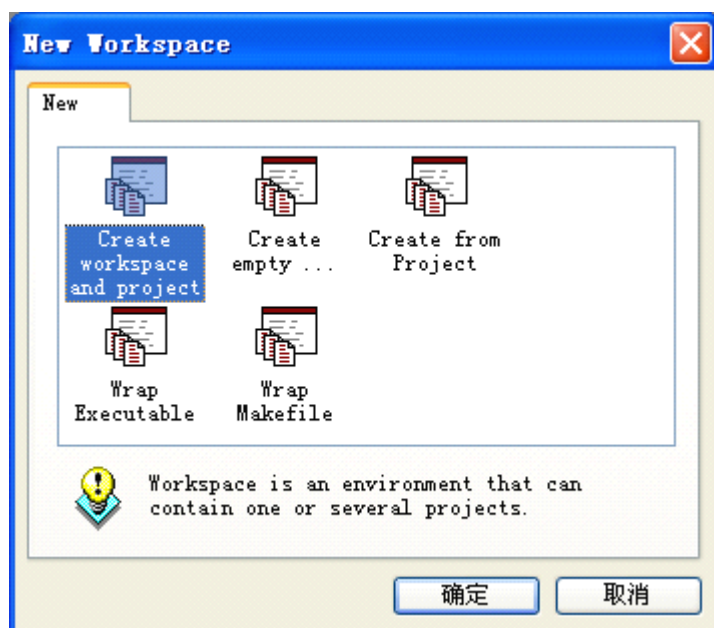 New Workspace
New
Create
workspace
and project
Create
empty ...
Create from
Project
Wrap
Executable
Wrap
Makefile
Workspace is an environment that can
contain one or several projects.
确定
取消